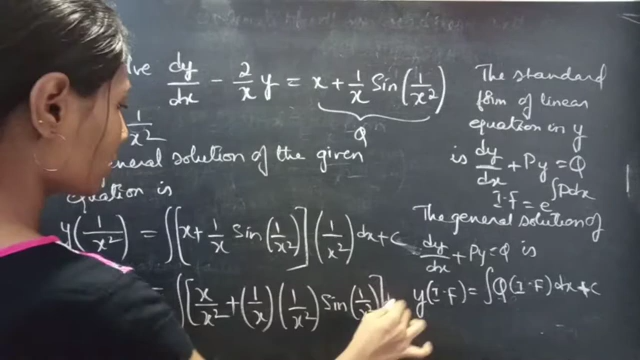 lve dy/dx - 2/x y = x + 1/x Sin(1/x²)
Q
1/x²
general solution of the given
equation is
y(1/x²) = ∫[x + 1/x Sin(1/x²)](1/x²) dx + C
= ∫[x/x² + (1/x)(1/x²) Sin(1/x²)]
The standard
form of linear
equation in y
is dy/dx + Py = Q
I.F = e^∫Pdx
The general solution of
dy/dx + Py = Q is
y(I.F) = ∫Q(I.F) dx + C